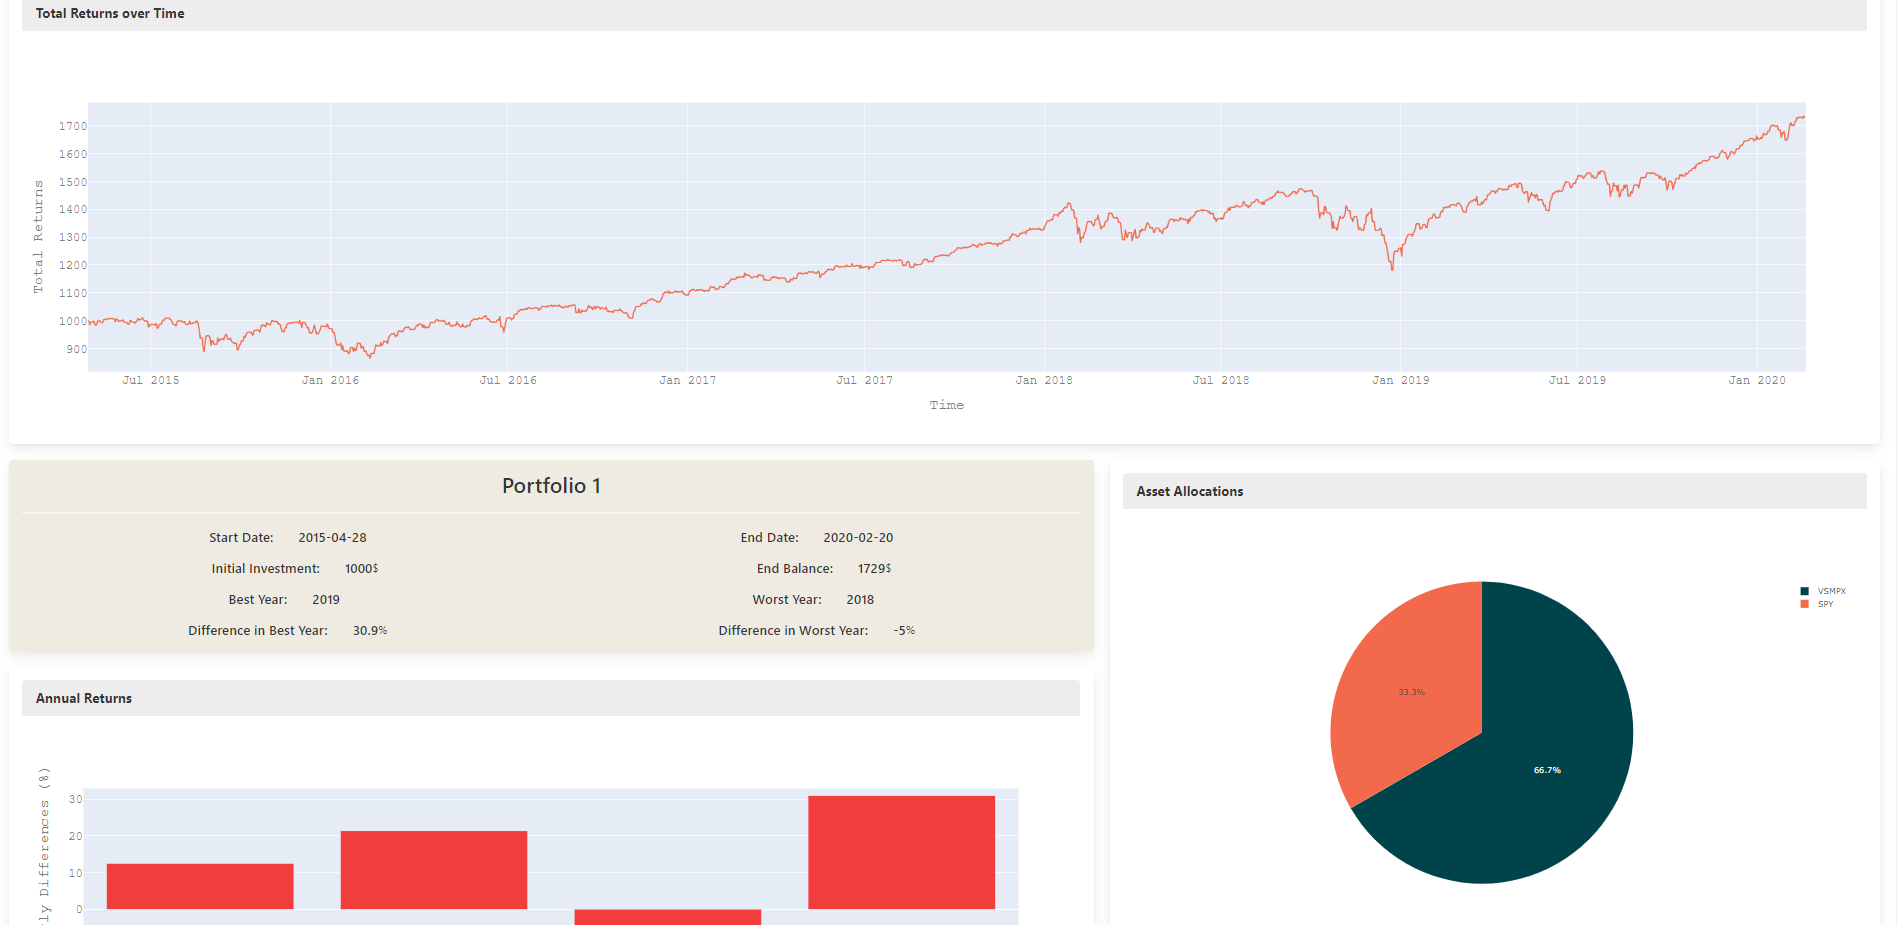 Total Returns over Time
1700
1600
1500
1400
1300
1200
1100
1000
900
Total Returns
Jul 2015 Jan 2016 Jul 2016 Jan 2017 Jul 2017 Jan 2018 Jul 2018 Jan 2019 Jul 2019 Jan 2020
Time
Portfolio 1
Start Date: 2015-04-28 End Date: 2020-02-20
Initial Investment: 1000$ End Balance: 1729$
Best Year: 2019 Worst Year: 2018
Difference in Best Year: 30.9% Difference in Worst Year: -5%
Asset Allocations
VSMPX
SPY
33.3%
66.7%
Annual Returns
30
20
10
0
rly Differences (%)